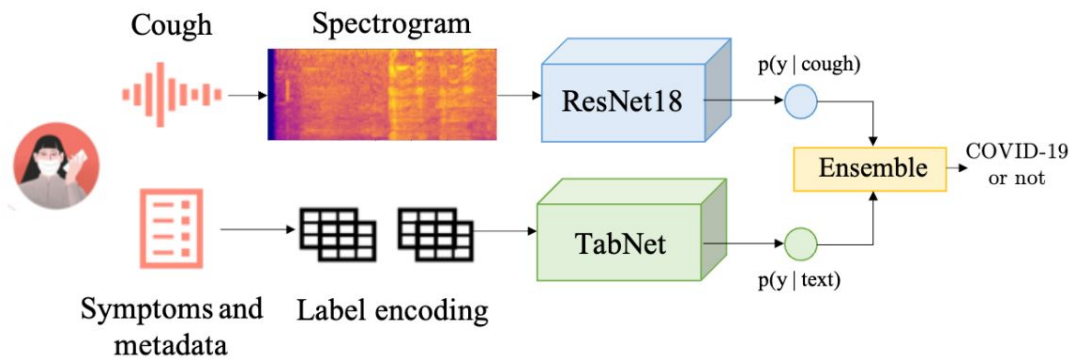 Cough
Spectrogram
ResNet18
p(y | cough)
Ensemble
COVID-19
or not
TabNet
p(y | text)
Symptoms and
metadata
Label encoding